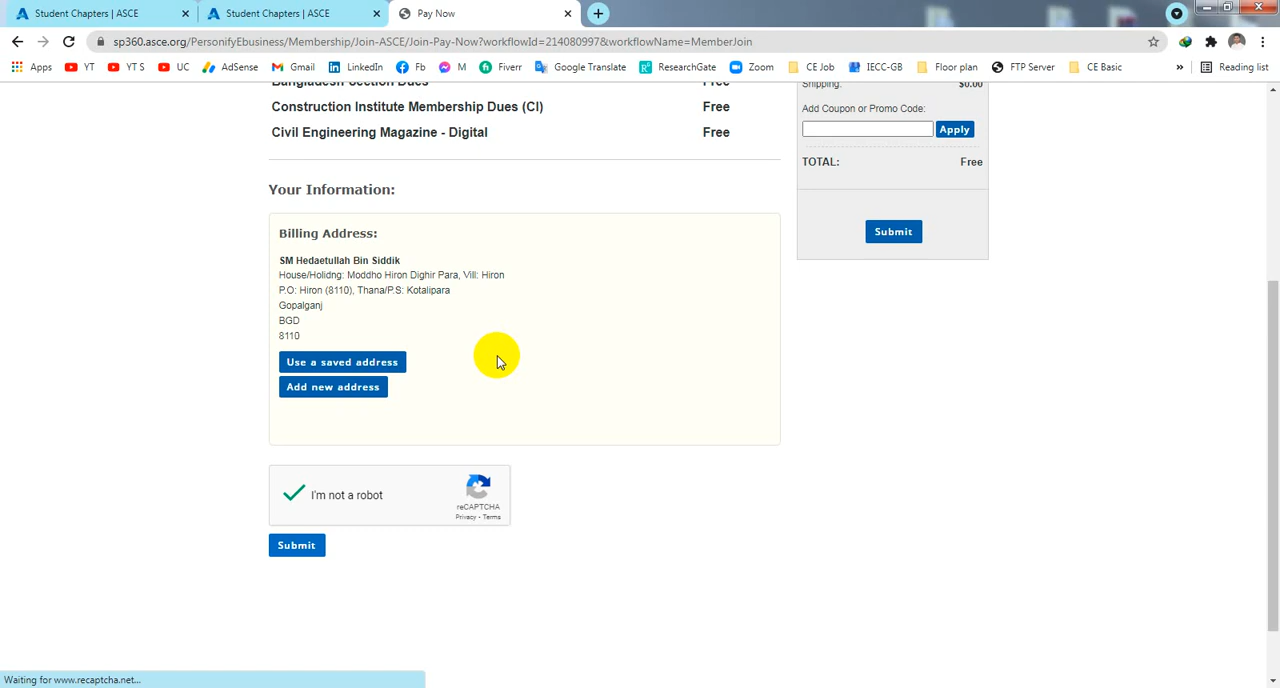 Student Chapters | ASCE
Student Chapters | ASCE
Pay Now
sp360.asce.org/PersonifyEbusiness/Membership/Join-ASCE/Join-Pay-Now?workflowId=214080997&workflowName=MemberJoin
Apps YT YT S UC AdSense Gmail LinkedIn Fb M Fiverr Google Translate ResearchGate Zoom CE Job IECC-GB Floor plan FTP Server CE Basic » Reading list
Bangladesh Section Dues Free
Construction Institute Membership Dues (CI) Free
Civil Engineering Magazine - Digital Free
Shipping: $0.00
Add Coupon or Promo Code:
Apply
TOTAL: Free
Submit
Your Information:
Billing Address:
SM Hedaetullah Bin Siddik
House/Holidng: Moddho Hiron Dighir Para, Vill: Hiron
P.O: Hiron (8110), Thana/P.S: Kotalipara
Gopalganj
BGD
8110
Use a saved address
Add new address
I'm not a robot
reCAPTCHA
Privacy - Terms
Submit
Waiting for www.recaptcha.net...